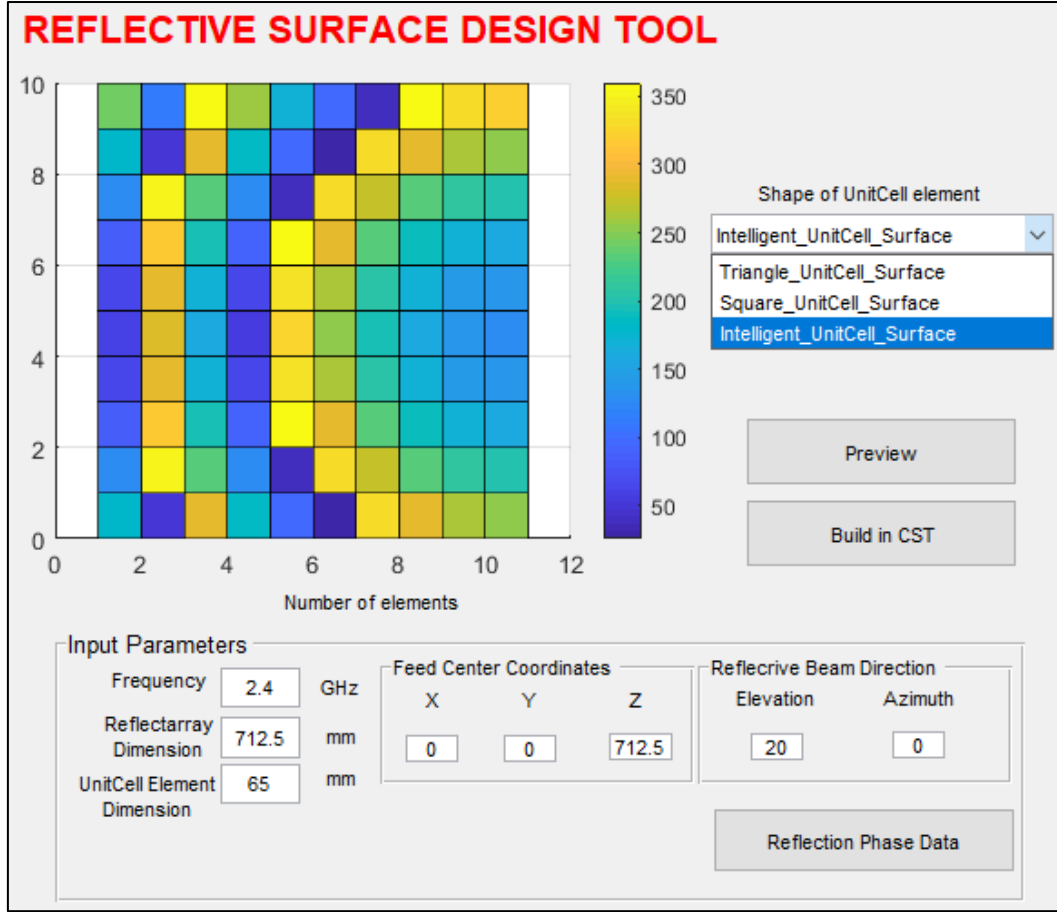 REFLECTIVE SURFACE DESIGN TOOL
10
8
6
4
2
0
0 2 4 6 8 10 12
Number of elements
350
300
250
200
150
100
50
Shape of UnitCell element
Intelligent_UnitCell_Surface
Triangle_UnitCell_Surface
Square_UnitCell_Surface
Intelligent_UnitCell_Surface
Preview
Build in CST
Input Parameters
Frequency 2.4 GHz
Reflectarray
Dimension 712.5 mm
UnitCell Element
Dimension 65 mm
Feed Center Coordinates
X Y Z
0 0 712.5
Reflecrive Beam Direction
Elevation Azimuth
20 0
Reflection Phase Data